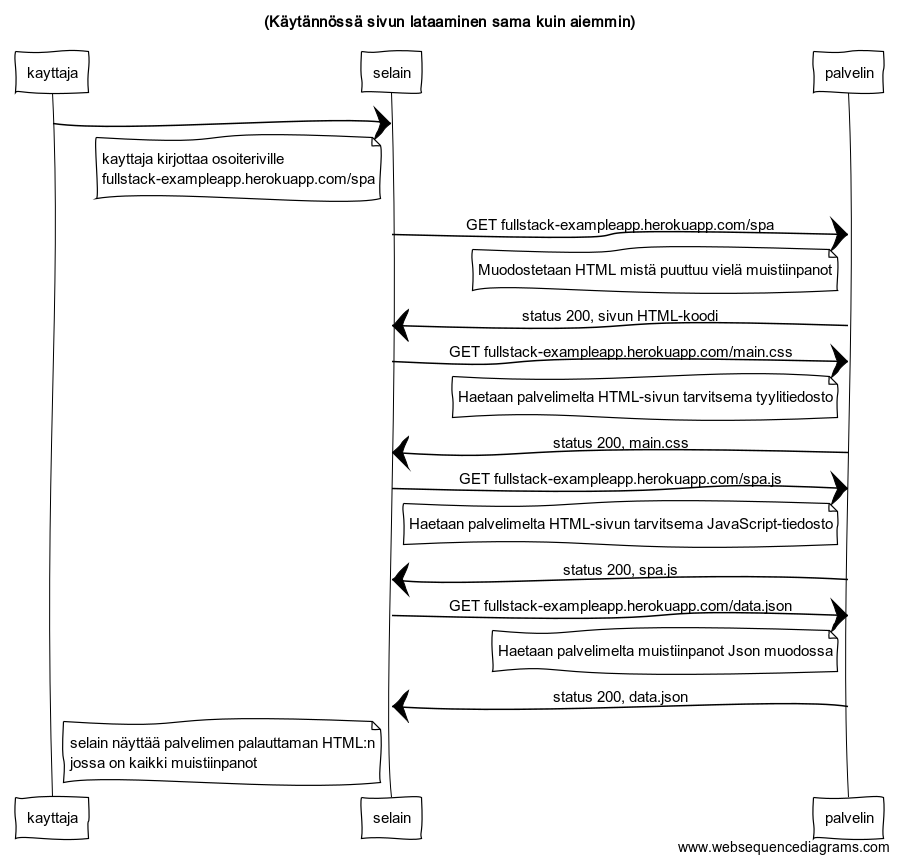 (Käytännössä sivun lataaminen sama kuin aiemmin)
kayttaja
selain
palvelin
kayttaja kirjottaa osoiteriville
fullstack-exampleapp.herokuapp.com/spa
GET fullstack-exampleapp.herokuapp.com/spa
Muodostetaan HTML mistä puuttuu vielä muistiinpanot
status 200, sivun HTML-koodi
GET fullstack-exampleapp.herokuapp.com/main.css
Haetaan palvelimelta HTML-sivun tarvitsema tyylitiedosto
status 200, main.css
GET fullstack-exampleapp.herokuapp.com/spa.js
Haetaan palvelimelta HTML-sivun tarvitsema JavaScript-tiedosto
status 200, spa.js
GET fullstack-exampleapp.herokuapp.com/data.json
Haetaan palvelimelta muistiinpanot Json muodossa
status 200, data.json
selain näyttää palvelimen palauttaman HTML:n
jossa on kaikki muistiinpanot
kayttaja
selain
palvelin
www.websequencediagrams.com